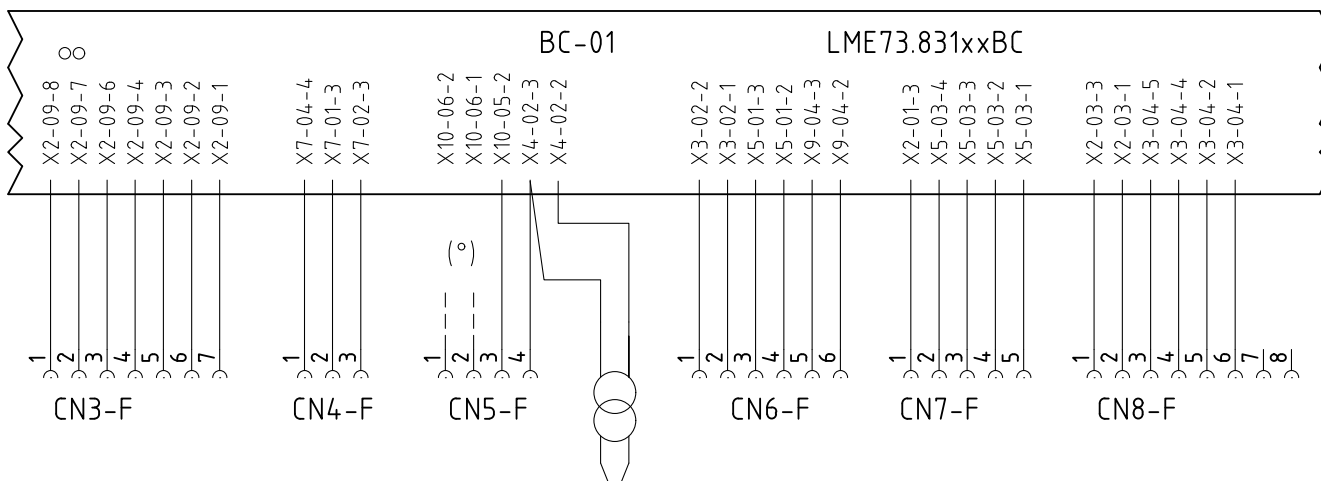 BC-01
LME73.831xxBC
X2-09-8
X2-09-7
X2-09-6
X2-09-4
X2-09-3
X2-09-2
X2-09-1
X7-04-4
X7-01-3
X7-02-3
X10-06-2
X10-06-1
X10-05-2
X4-02-3
X4-02-2
X3-02-2
X3-02-1
X5-01-3
X5-01-2
X9-04-3
X9-04-2
X2-01-3
X5-03-4
X5-03-3
X5-03-2
X5-03-1
X2-03-3
X2-03-1
X3-04-5
X3-04-4
X3-04-2
X3-04-1
(°)
1 2 3 4 5 6 7
1 2 3
1 2 3 4
1 2 3 4 5 6
1 2 3 4 5
1 2 3 4 5 6 7 8
CN3-F
CN4-F
CN5-F
CN6-F
CN7-F
CN8-F